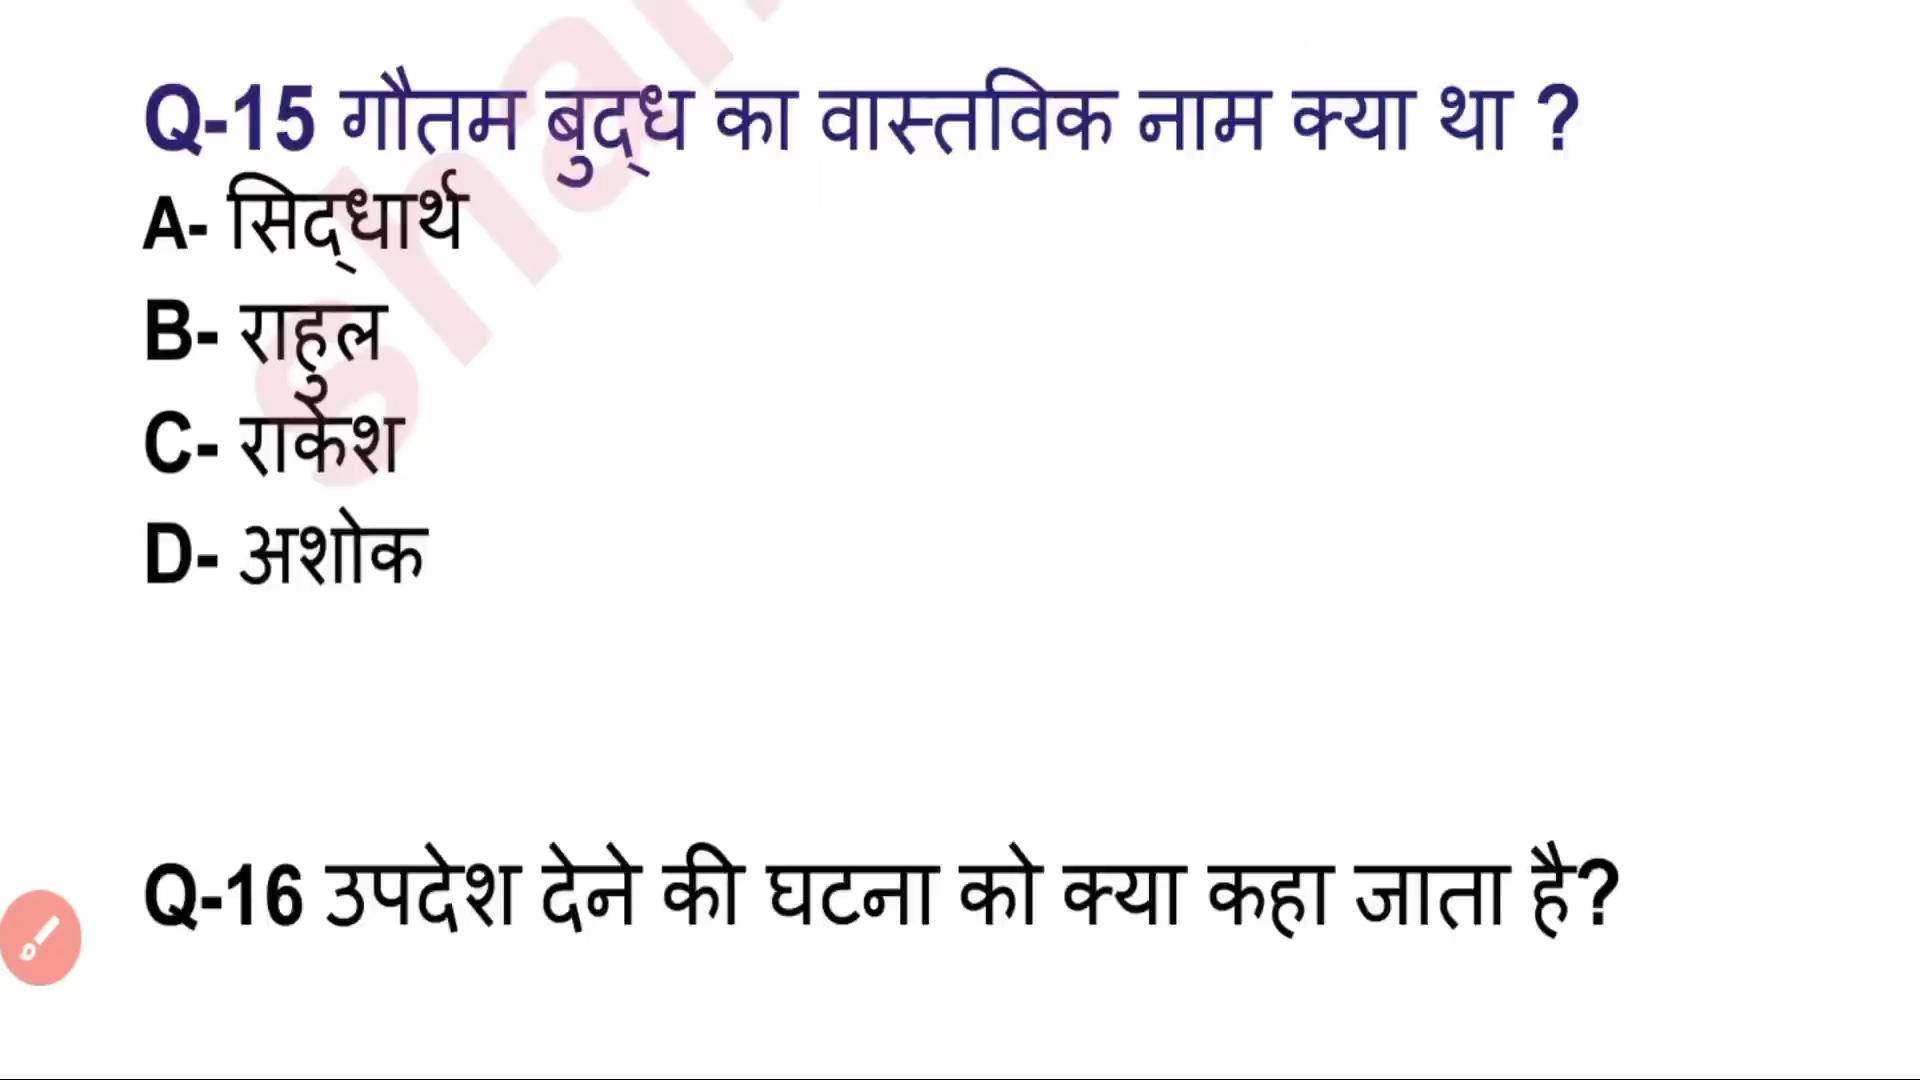 Q-15 गौतम बुद्ध का वास्तविक नाम क्या था ?
A- सिद्धार्थ
B- राहुल
C- राकेश
D- अशोक
Q-16 उपदेश देने की घटना को क्या कहा जाता है?